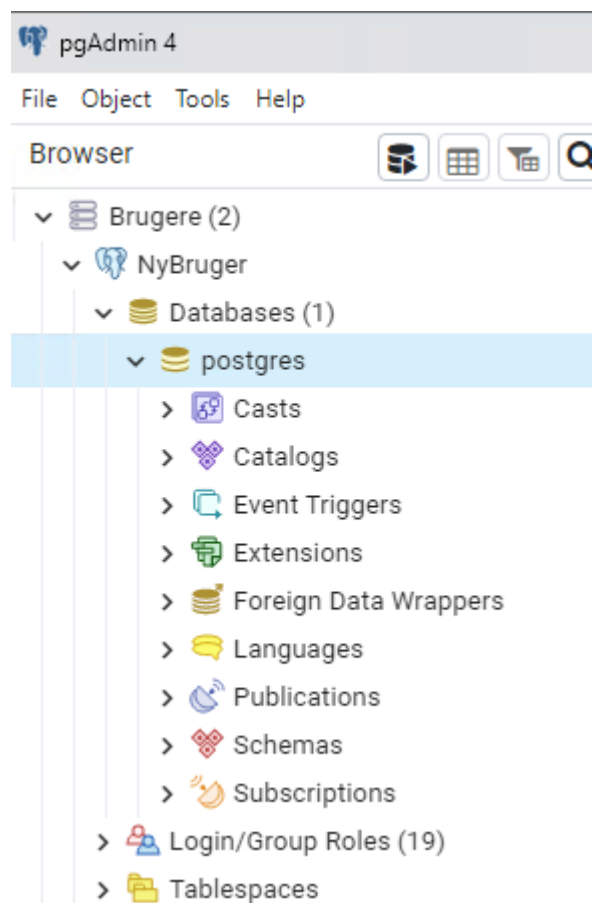 pgAdmin 4
File Object Tools Help
Browser
Brugere (2)
NyBruger
Databases (1)
postgres
Casts
Catalogs
Event Triggers
Extensions
Foreign Data Wrappers
Languages
Publications
Schemas
Subscriptions
Login/Group Roles (19)
Tablespaces